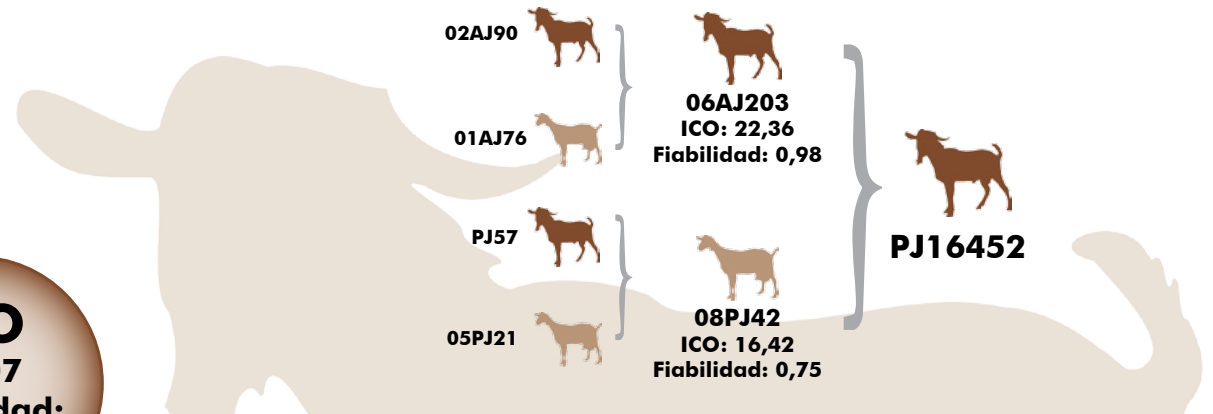 02AJ90
01AJ76
06AJ203
ICO: 22,36
Fiabilidad: 0,98
PJ57
05PJ21
08PJ42
ICO: 16,42
Fiabilidad: 0,75
PJ16452